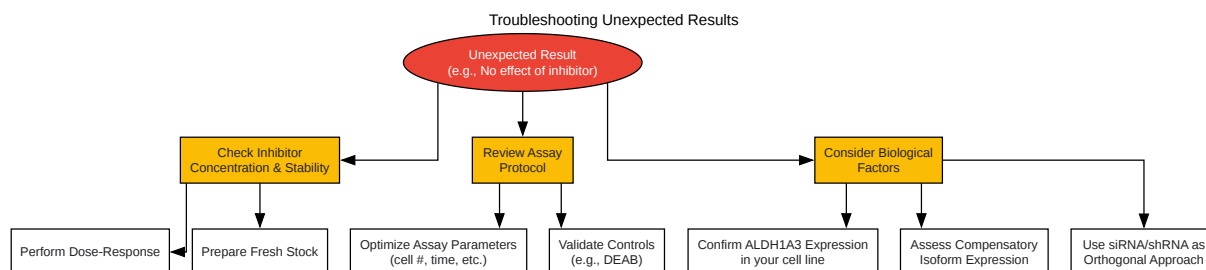 Troubleshooting Unexpected Results
Unexpected Result
(e.g., No effect of inhibitor)
Check Inhibitor
Concentration & Stability
Review Assay
Protocol
Consider Biological
Factors
Perform Dose-Response
Prepare Fresh Stock
Optimize Assay Parameters
(cell #, time, etc.)
Validate Controls
(e.g., DEAB)
Confirm ALDH1A3 Expression
in your cell line
Assess Compensatory
Isoform Expression
Use siRNA/shRNA as
Orthogonal Approach